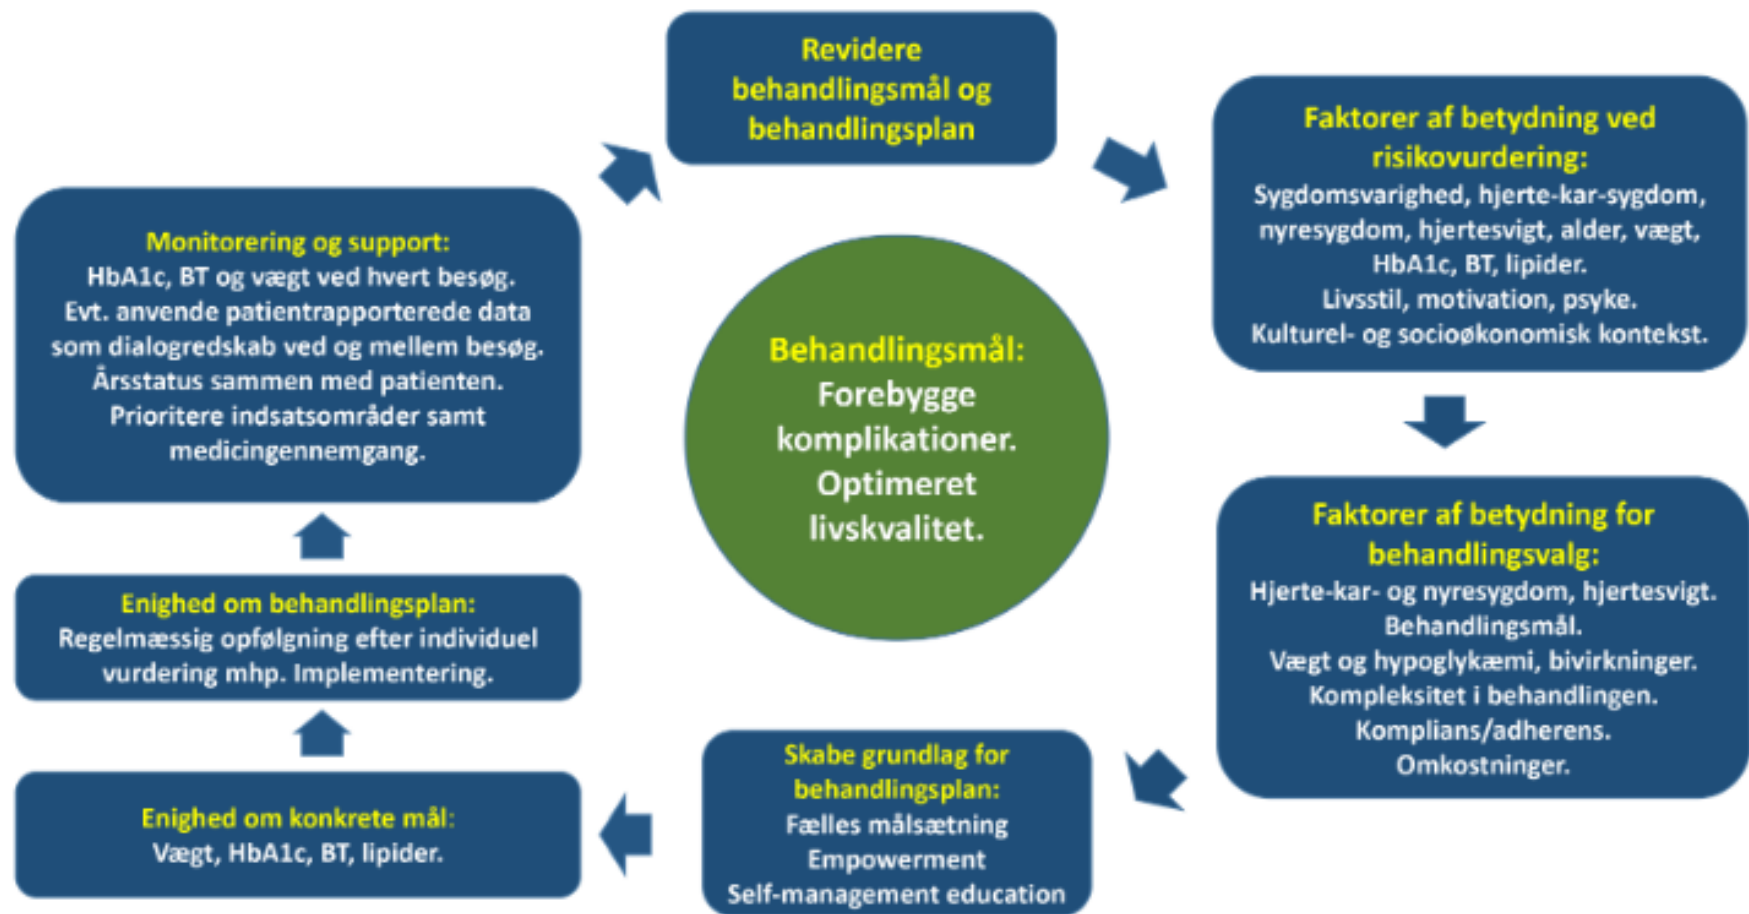 Revidere
behandlingsmål og
behandlingsplan
Faktorer af betydning ved
risikovurdering:
Sygdomsvarighed, hjerte-kar-sygdom,
nyresygdom, hjertesvigt, alder, vægt,
HbA1c, BT, lipider.
Livsstil, motivation, psyke.
Kulturel- og socioøkonomisk kontekst.
Faktorer af betydning for
behandlingsvalg:
Hjerte-kar- og nyresygdom, hjertesvigt.
Behandlingsmål.
Vægt og hypoglykæmi, bivirkninger.
Kompleksitet i behandlingen.
Komplians/adherens.
Omkostninger.
Skabe grundlag for
behandlingsplan:
Fælles målsætning
Empowerment
Self-management education
Enighed om konkrete mål:
Vægt, HbA1c, BT, lipider.
Enighed om behandlingsplan:
Regelmæssig opfølgning efter individuel
vurdering mhp. Implementering.
Monitorering og support:
HbA1c, BT og vægt ved hvert besøg.
Evt. anvende patientrapporterede data
som dialogredskab ved og mellem besøg.
Årsstatus sammen med patienten.
Prioritere indsatsområder samt
medicingennemgang.
Behandlingsmål:
Forebygge
komplikationer.
Optimeret
livskvalitet.